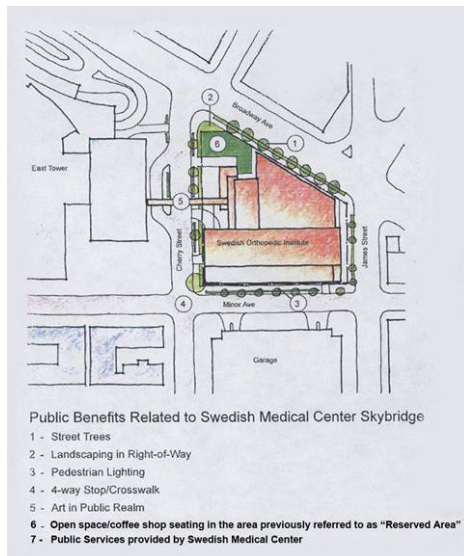 2
Broadway Ave
6
1
East Tower
5
Cherry Street
Swedish Orthopedic Institute
James Street
4
Minor Ave
3
Garage
Public Benefits Related to Swedish Medical Center Skybridge
1 - Street Trees
2 - Landscaping in Right-of-Way
3 - Pedestrian Lighting
4 - 4-way Stop/Crosswalk
5 - Art in Public Realm
6 - Open space/coffee shop seating in the area previously referred to as “Reserved Area”
7 - Public Services provided by Swedish Medical Center